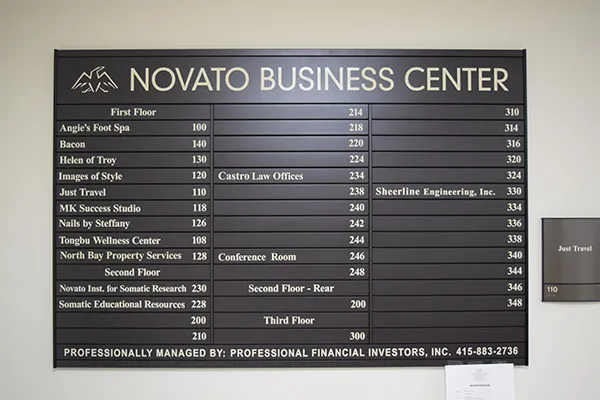 NOVATO BUSINESS CENTER
First Floor
Angie's Foot Spa 100
Bacon 140
Helen of Troy 130
Images of Style 120
Just Travel 110
MK Success Studio 118
Nails by Steffany 126
Tongbu Wellness Center 108
North Bay Property Services 128
Second Floor
Novato Inst. for Somatic Research 230
Somatic Educational Resources 228
200
210
214
218
220
224
Castro Law Offices 234
238
240
242
244
Conference Room 246
248
Second Floor - Rear
200
Third Floor
300
310
314
316
320
324
Sheerline Engineering, Inc. 330
334
336
338
340
344
346
348
PROFESSIONALLY MANAGED BY: PROFESSIONAL FINANCIAL INVESTORS, INC. 415-883-2736
Just Travel
110